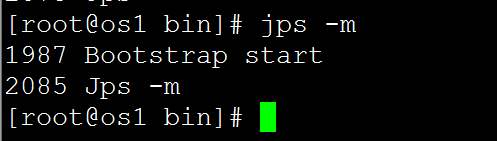 [root@os1 bin]# jps -m
1987 Bootstrap start
2085 Jps -m
[root@os1 bin]#